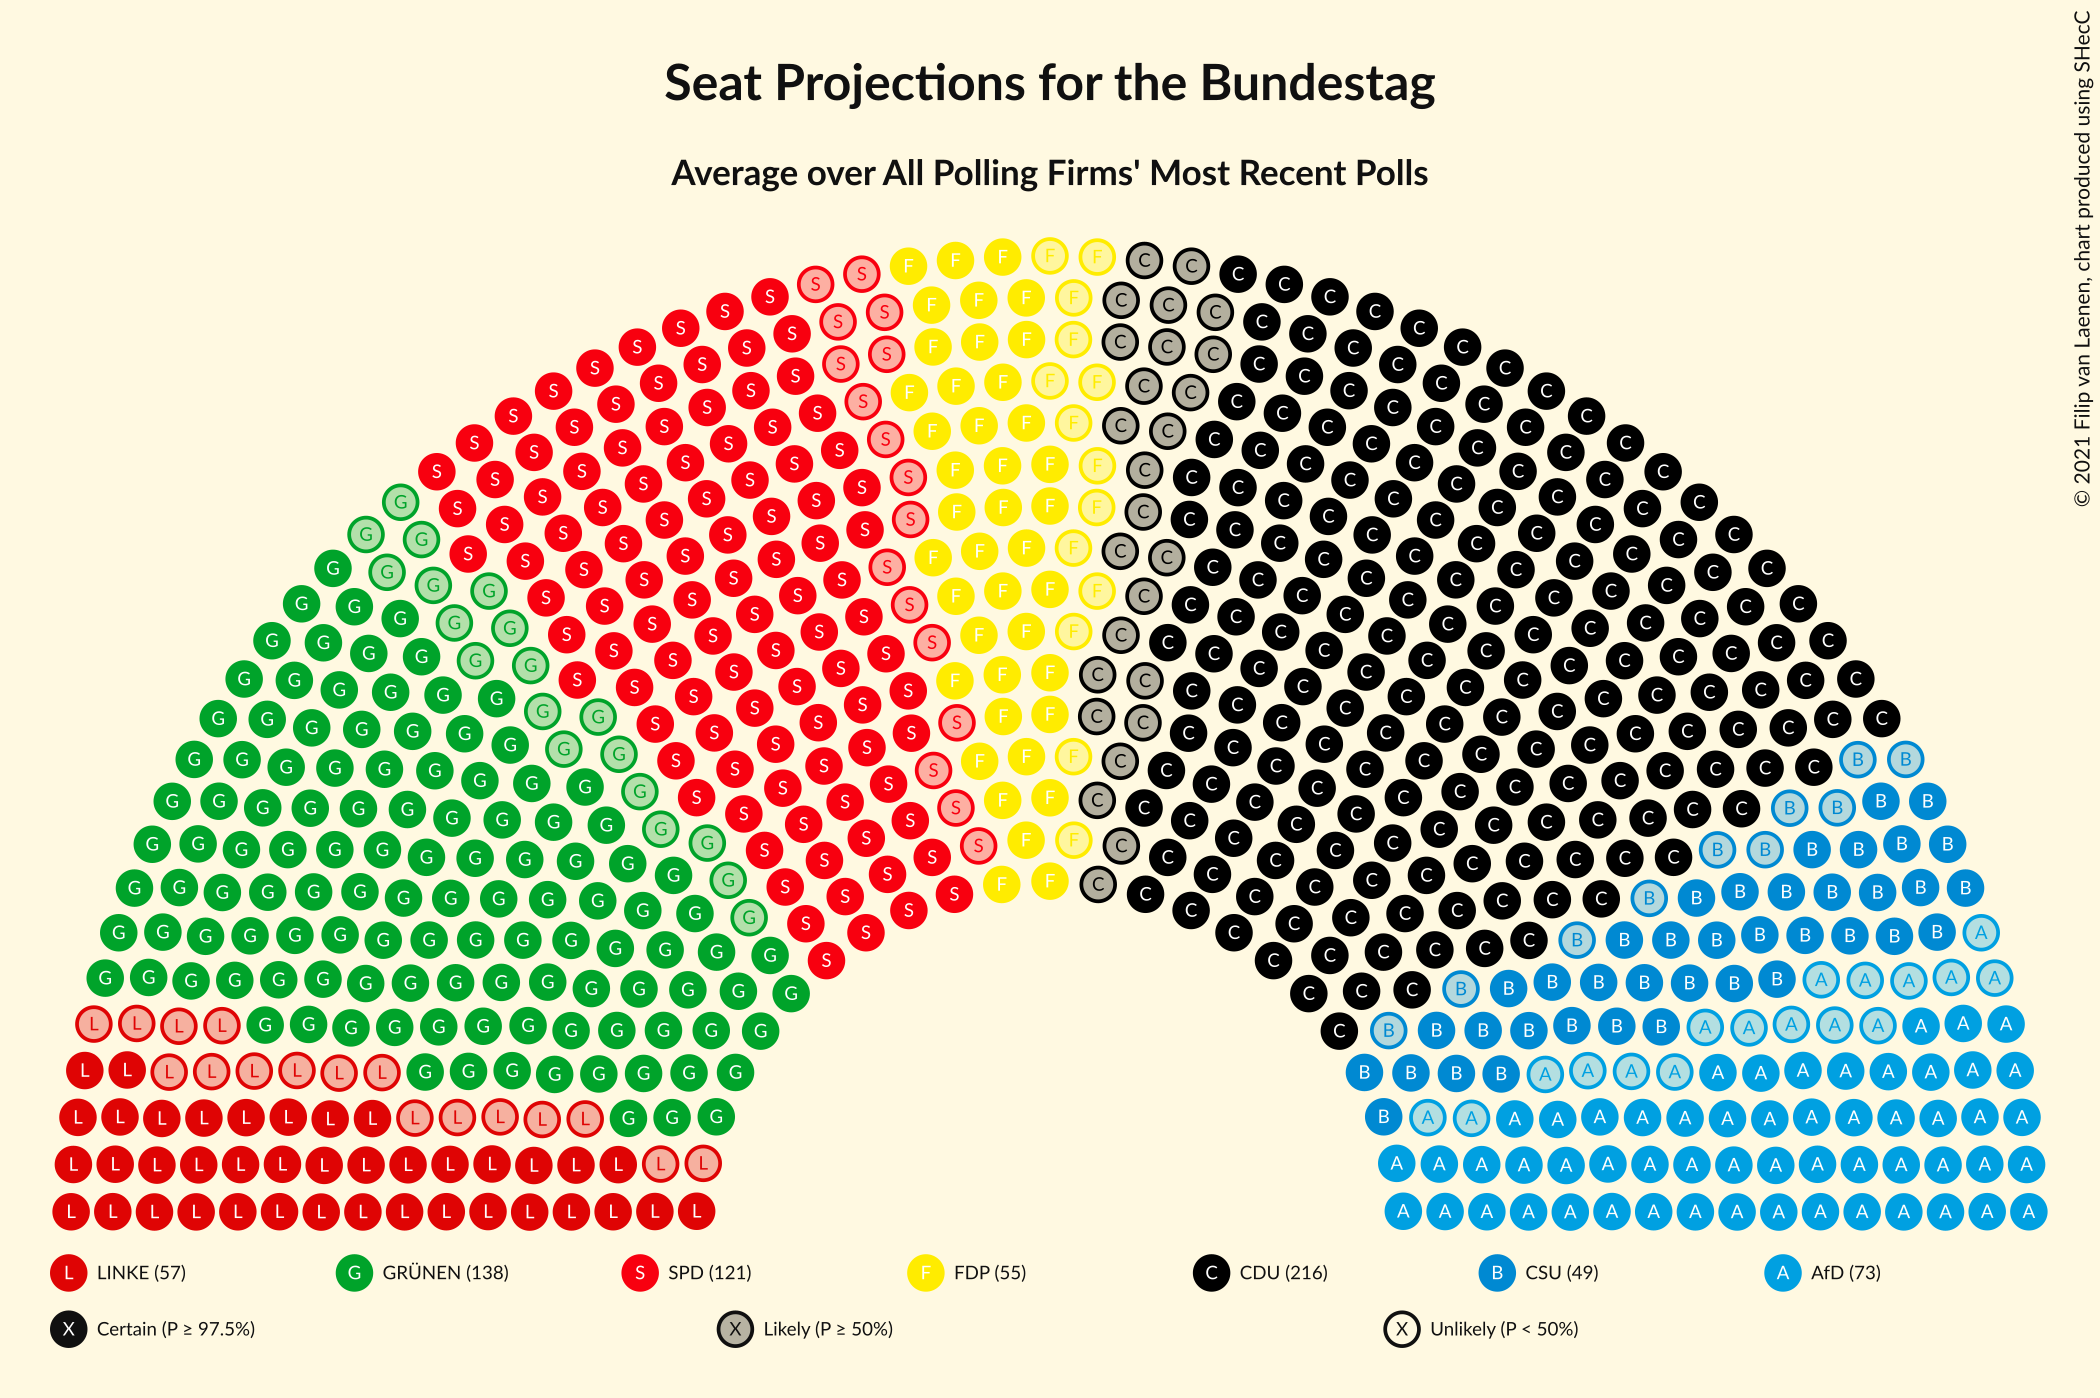 Seat Projections for the Bundestag
Average over All Polling Firms' Most Recent Polls
© 2021 Filip van Laenen, chart produced using SHecC
L LINKE (57) G GRÜNEN (138) S SPD (121) F FDP (55) C CDU (216) B CSU (49) A AfD (73)
X Certain (P ≥ 97.5%) X Likely (P ≥ 50%) X Unlikely (P < 50%)